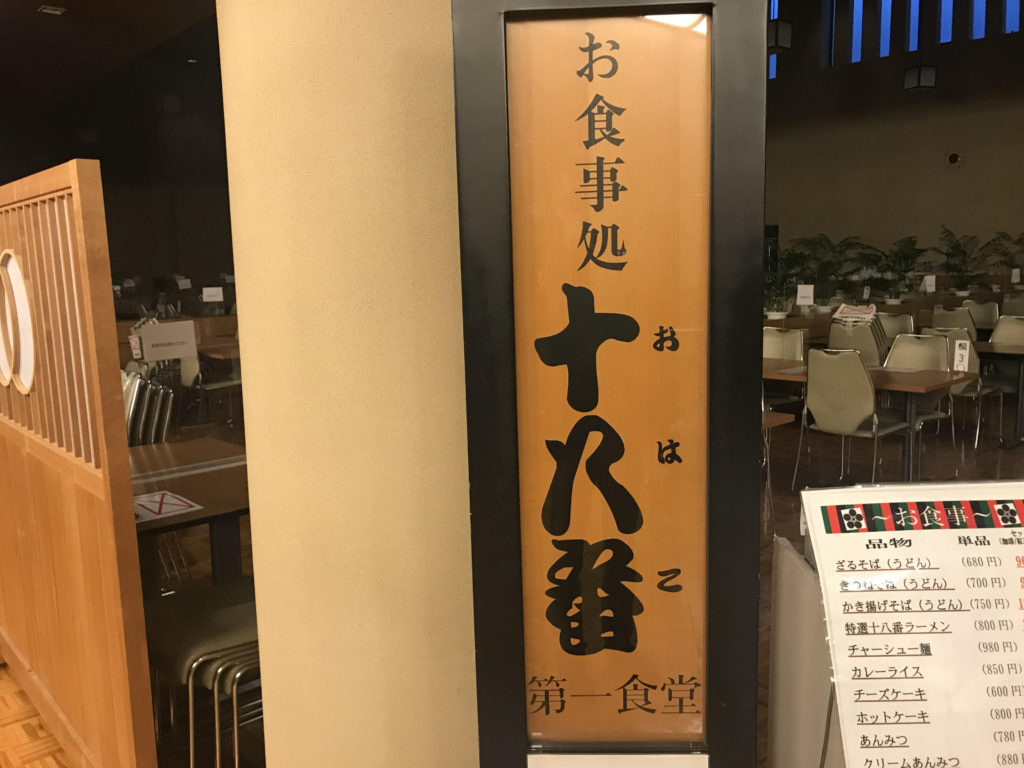 お食事処
十八番
おはこ
第一食堂
～お食事～
品物 単品
ざるそば（うどん） (680円)
きつねそば（うどん） (700円)
かき揚げそば（うどん） (750円)
特選十八番ラーメン (800円)
チャーシュー麺 (980円)
カレーライス (850円)
チーズケーキ (600円)
ホットケーキ (800円)
あんみつ (780円
クリームあんみつ (880